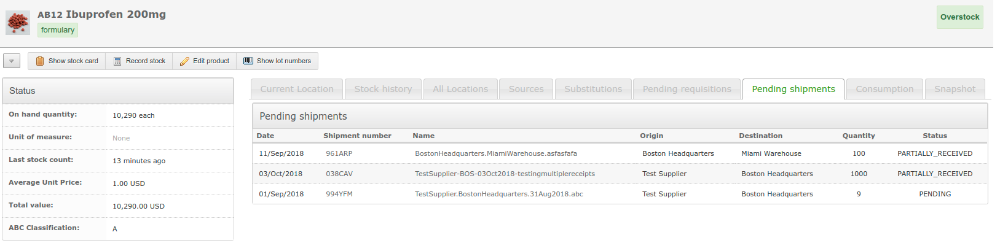 AB12 Ibuprofen 200mg
formulary
Overstock
Show stock card Record stock Edit product Show lot numbers
Status
On hand quantity: 10,290 each
Unit of measure: None
Last stock count: 13 minutes ago
Average Unit Price: 1.00 USD
Total value: 10,290.00 USD
ABC Classification: A
Current Location Stock history All Locations Sources Substitutions Pending requisitions Pending shipments Consumption Snapshot
Pending shipments
Date Shipment number Name Origin Destination Quantity Status
11/Sep/2018 961ARP BostonHeadquarters.MiamiWarehouse.asfasfafa Boston Headquarters Miami Warehouse 100 PARTIALLY_RECEIVED
03/Oct/2018 038CAV TestSupplier-BOS-03Oct2018-testingmultiplereceipts Test Supplier Boston Headquarters 1000 PARTIALLY_RECEIVED
01/Sep/2018 994YFM TestSupplier.BostonHeadquarters.31Aug2018.abc Test Supplier Boston Headquarters 9 PENDING